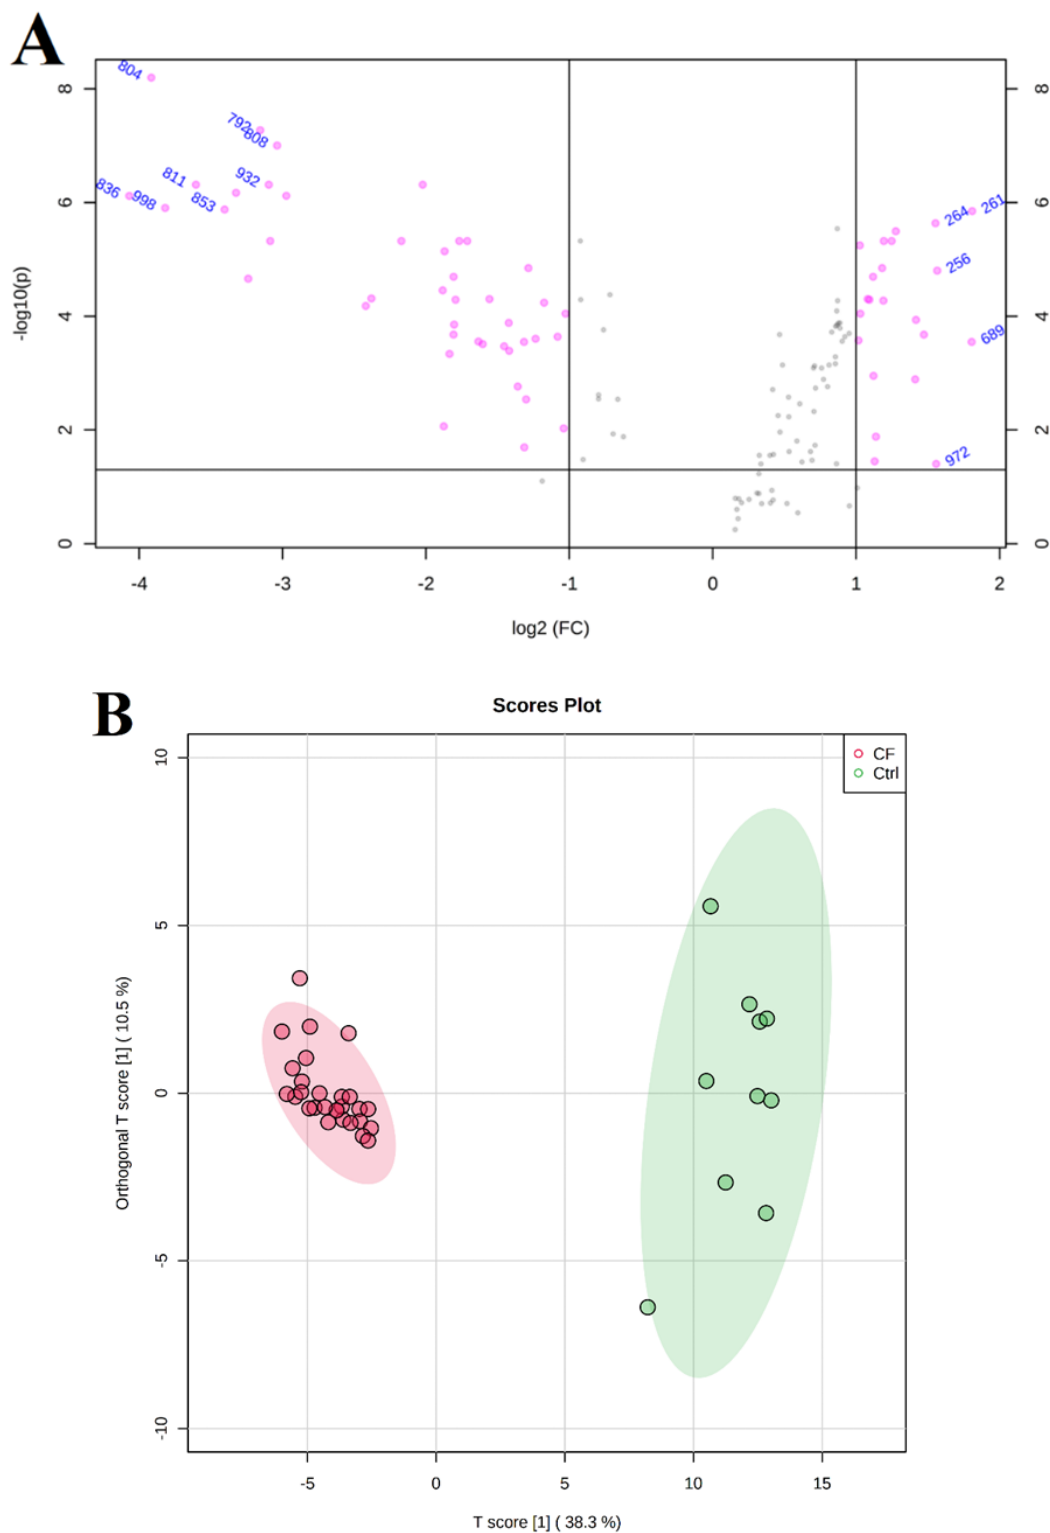 A
804
792
808
811
932
836
998
853
264
261
256
689
972
8
6
4
2
0
8
6
4
2
0
-log10(p)
-4 -3 -2 -1 0 1 2
log2 (FC)
B
Scores Plot
CF
Ctrl
10
5
0
-5
-10
Orthogonal T score [1] ( 10.5 %)
-5 0 5 10 15
T score [1] ( 38.3 %)